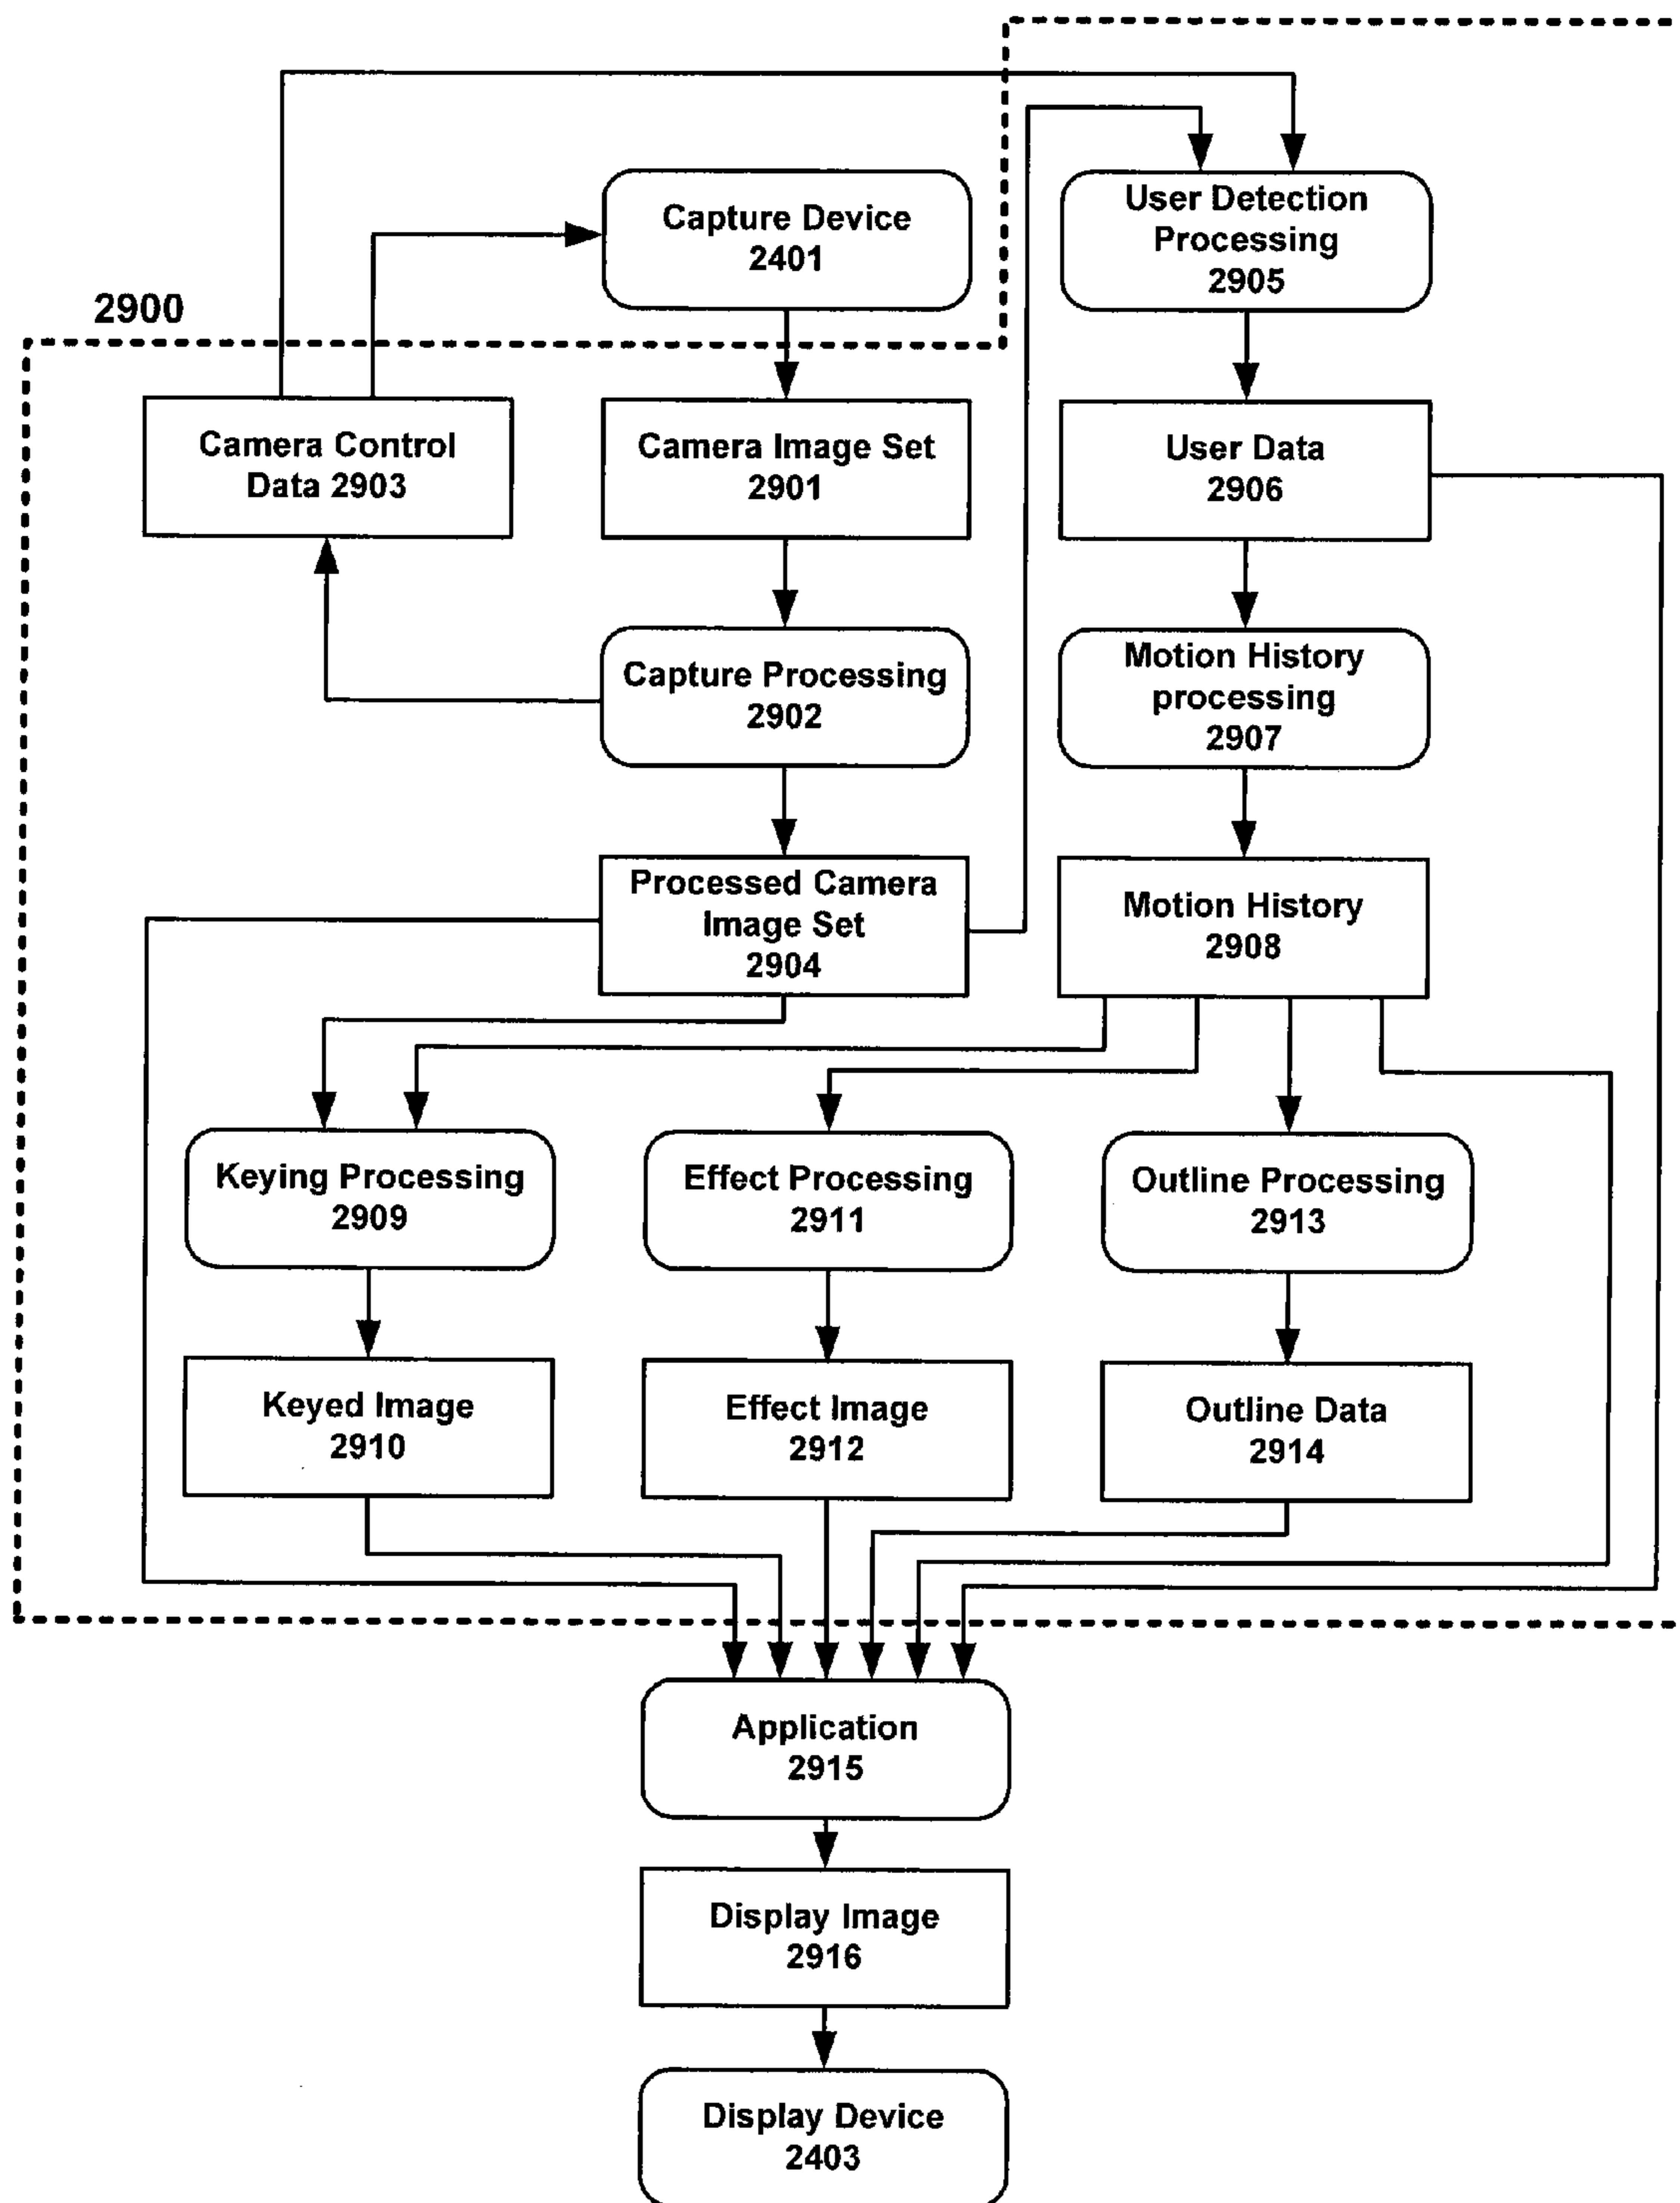 Capture Device
2401
User Detection
Processing
2905
2900
Camera Control
Data 2903
Camera Image Set
2901
User Data
2906
Capture Processing
2902
Motion History
processing
2907
Processed Camera
Image Set
2904
Motion History
2908
Keying Processing
2909
Effect Processing
2911
Outline Processing
2913
Keyed Image
2910
Effect Image
2912
Outline Data
2914
Application
2915
Display Image
2916
Display Device
2403